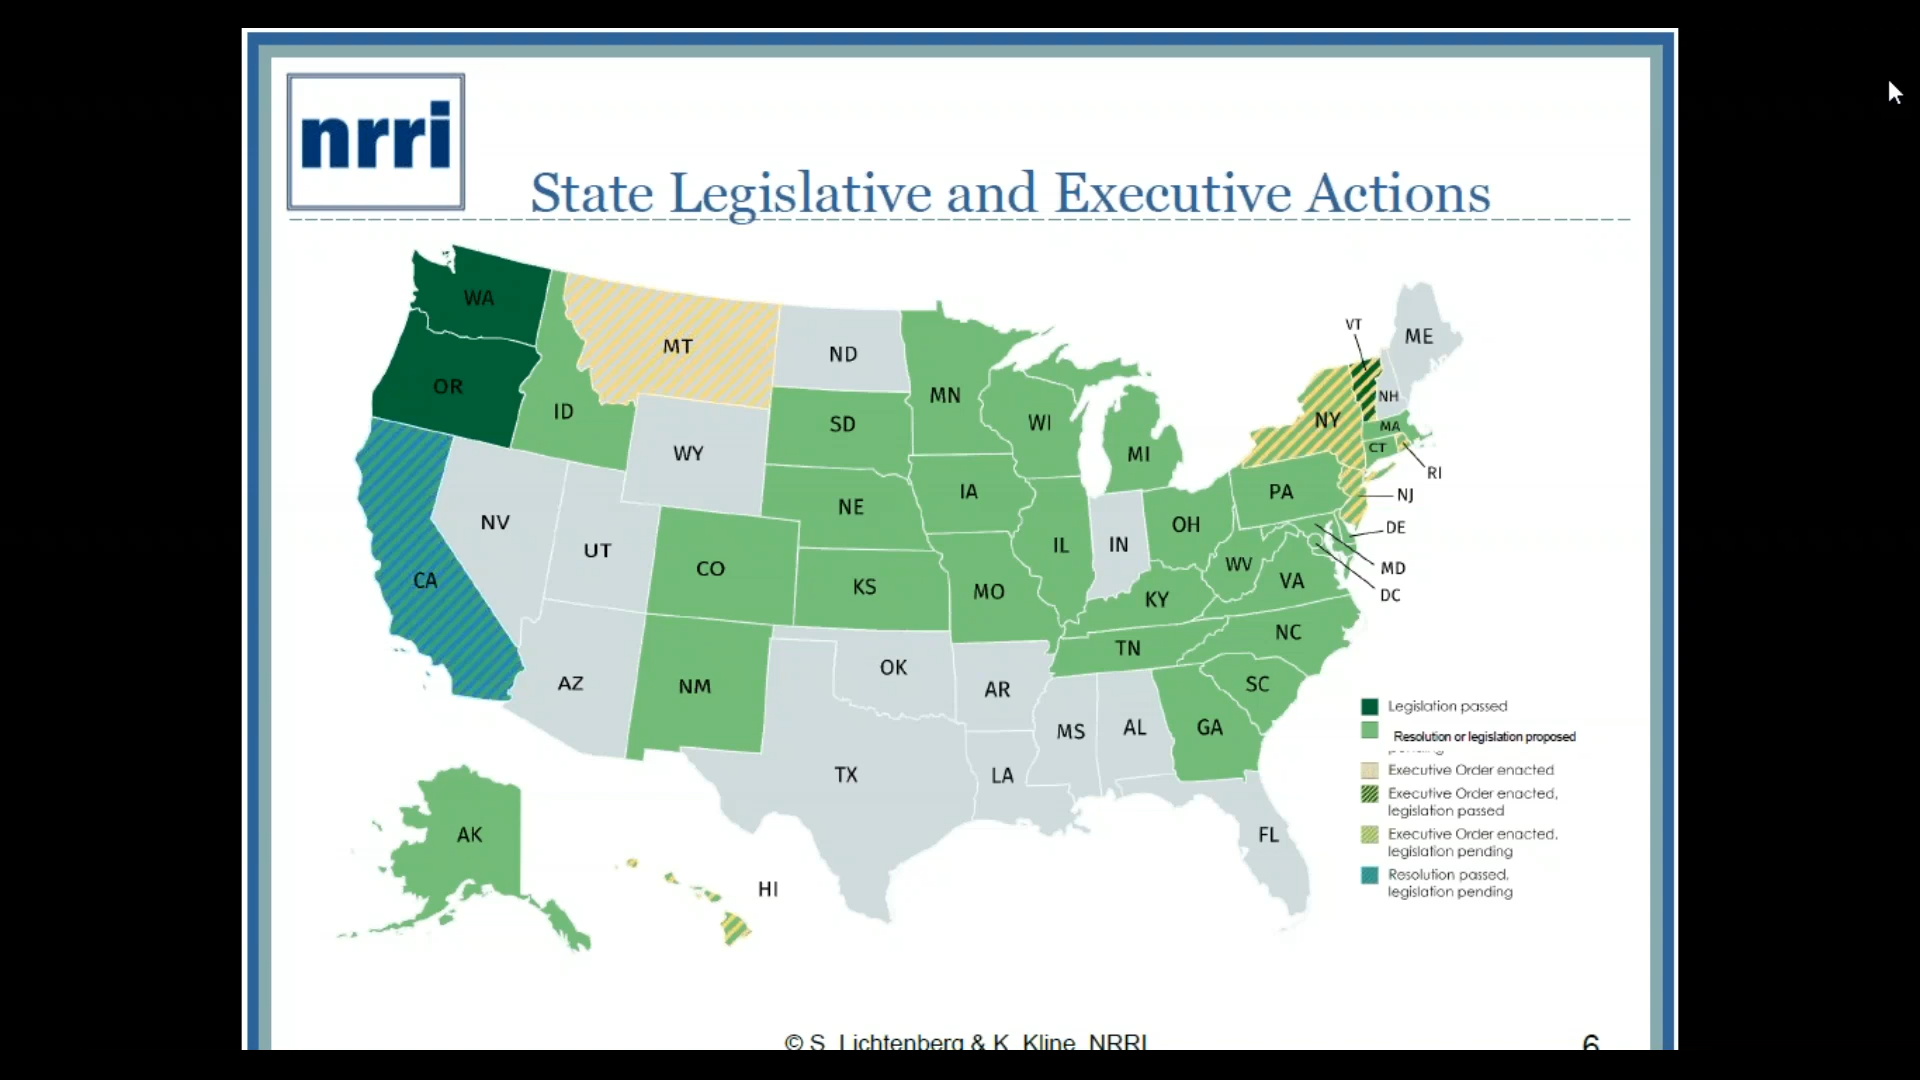 nrri
State Legislative and Executive Actions
WA
OR
CA
ID
NV
MT
WY
UT
AZ
CO
NM
ND
SD
NE
KS
OK
TX
MN
IA
MO
AR
LA
WI
IL
MS
MI
IN
KY
TN
AL
OH
WV
VA
NC
SC
GA
FL
PA
NY
VT
ME
NH
MA
CT
RI
NJ
DE
MD
DC
AK
HI
Legislation passed
Resolution or legislation proposed
Executive Order enacted
Executive Order enacted,
legislation passed
Executive Order enacted,
legislation pending
Resolution passed,
legislation pending
© S. Lichtenberg & K. Kline, NRRI
6